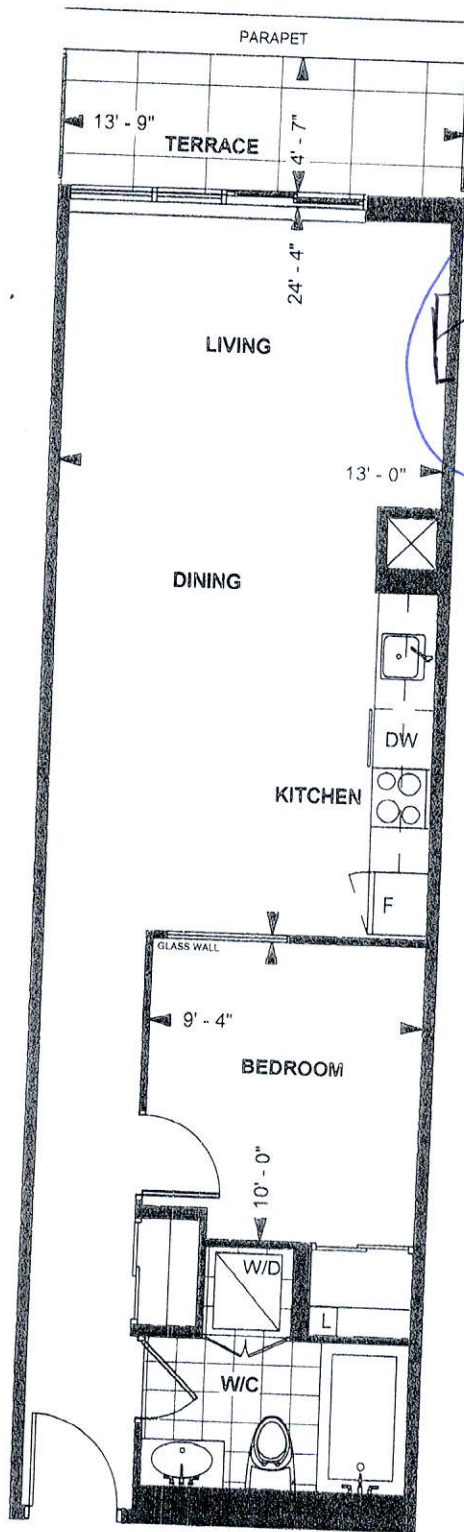 PARAPET
13' - 9"
TERRACE
4' - 7"
24' - 4"
LIVING
13' - 0"
DINING
DW
KITCHEN
F
GLASS WALL
9' - 4"
BEDROOM
10' - 0"
W/D
L
W/C